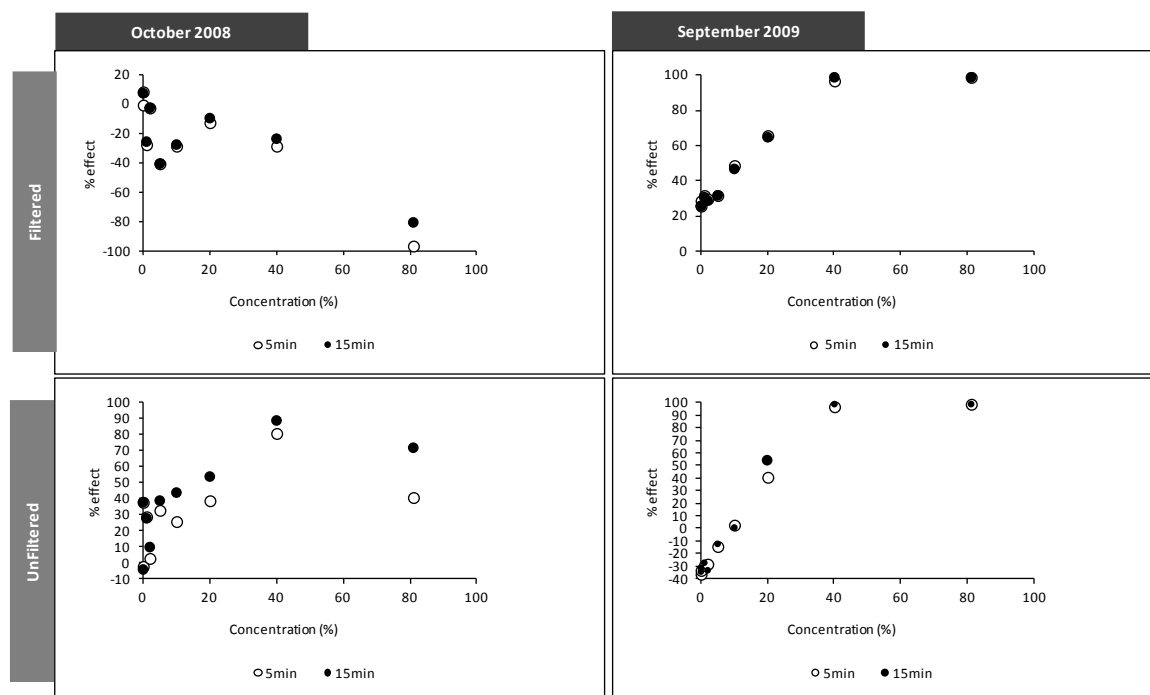 October 2008
September 2009
Filtered
20
0
-20
-40
-60
-80
-100
% effect
0 20 40 60 80 100
Concentration (%)
5min 15min
100
80
60
40
20
0
% effect
0 20 40 60 80 100
Concentration (%)
5min 15min
UnFiltered
100
90
80
70
60
50
40
30
20
10
0
-10
% effect
0 20 40 60 80 100
Concentration (%)
5min 15min
100
90
80
70
60
50
40
30
20
10
0
-10
-20
-30
-40
% effect
0 20 40 60 80 100
Concentration (%)
5min 15min